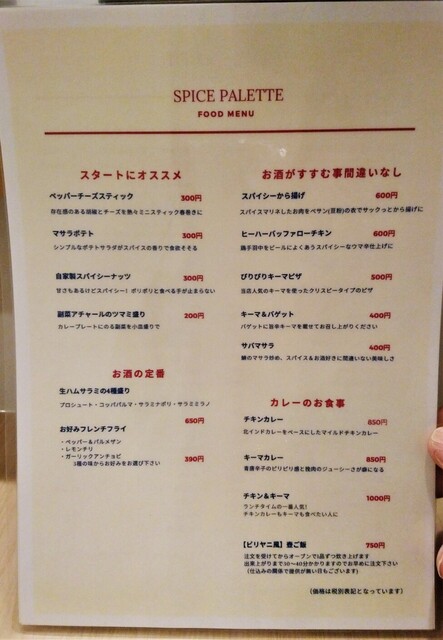 SPICE PALETTE
FOOD MENU
スタートにオススメ
ペッパーチーズスティック 300円
存在感のある胡椒とチーズを熱々ミニスティック春巻きに
マサラポテト 300円
シンプルなポテトサラダがスパイスの香りで食欲そそる
自家製スパイシーナッツ 300円
甘さもあるけどスパイシー!ポリポリと食べる手が止まらない
副菜アチャールのツマミ盛り 200円
カレープレートにのる副菜を小皿盛りで
お酒の定番
生ハムサラミの4種盛り
プロシュート・コッパパルマ・サラミナポリ・サラミミラノ
650円
お好みフレンチフライ
・ペッパー&パルメザン
・レモンチリ
・ガーリックアンチョビ
3種の味からお好みをお選び下さい 390円
お酒がすすむ事間違いなし
スパイシーから揚げ 600円
スパイスマリネしたお肉をベサン(豆粉)の衣でサックっとから揚げに
ヒーハーバッファローチキン 600円
鶏手羽中をビールによくあうスパイシーなウマ辛仕上げに
ぴりぴりキーマピザ 500円
当店人気のキーマを使ったクリスピータイプのピザ
キーマ&バゲット 400円
バゲットに旨辛キーマを載せてお召し上がりください
サバマサラ 400円
鯖のマサラ炒め、スパイス&お酒好きに間違いない美味しさ
カレーのお食事
チキンカレー 850円
北インドカレーをベースにしたマイルドチキンカレー
キーマカレー 850円
青唐辛子のピリピリ感と挽肉のジューシーさが癖になる
チキン&キーマ 1000円
ランチタイムの一番人気!
チキンカレーもキーマも食べたい人に
【ビリヤニ風】壺ご飯 750円
注文を受けてからオーブンで1品ずつ炊き上げます
出来上がりまで30~40分かかりますのでお早めに注文下さい
(仕込みの関係で提供が無い日もございます)
(価格は税別表記となっています)